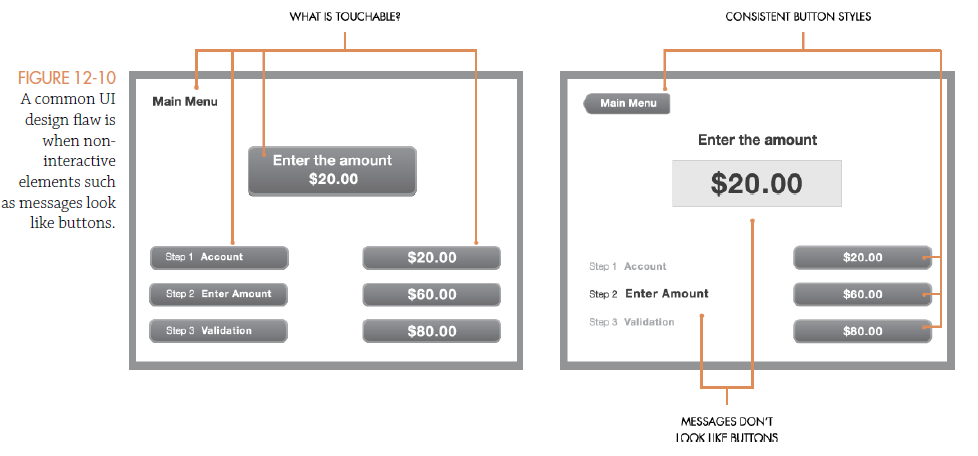 WHAT IS TOUCHABLE?
CONSISTENT BUTTON STYLES
FIGURE 12-10
A common UI
design flaw is
when non-
interactive
elements such
as messages look
like buttons.
Main Menu
Enter the amount
$20.00
Step 1 Account
$20.00
Step 2 Enter Amount
$60.00
Step 3 Validation
$80.00
Main Menu
Enter the amount
$20.00
Step 1 Account
$20.00
Step 2 Enter Amount
$60.00
Step 3 Validation
$80.00
MESSAGES DON'T
LOOK LIKE BUTTONS